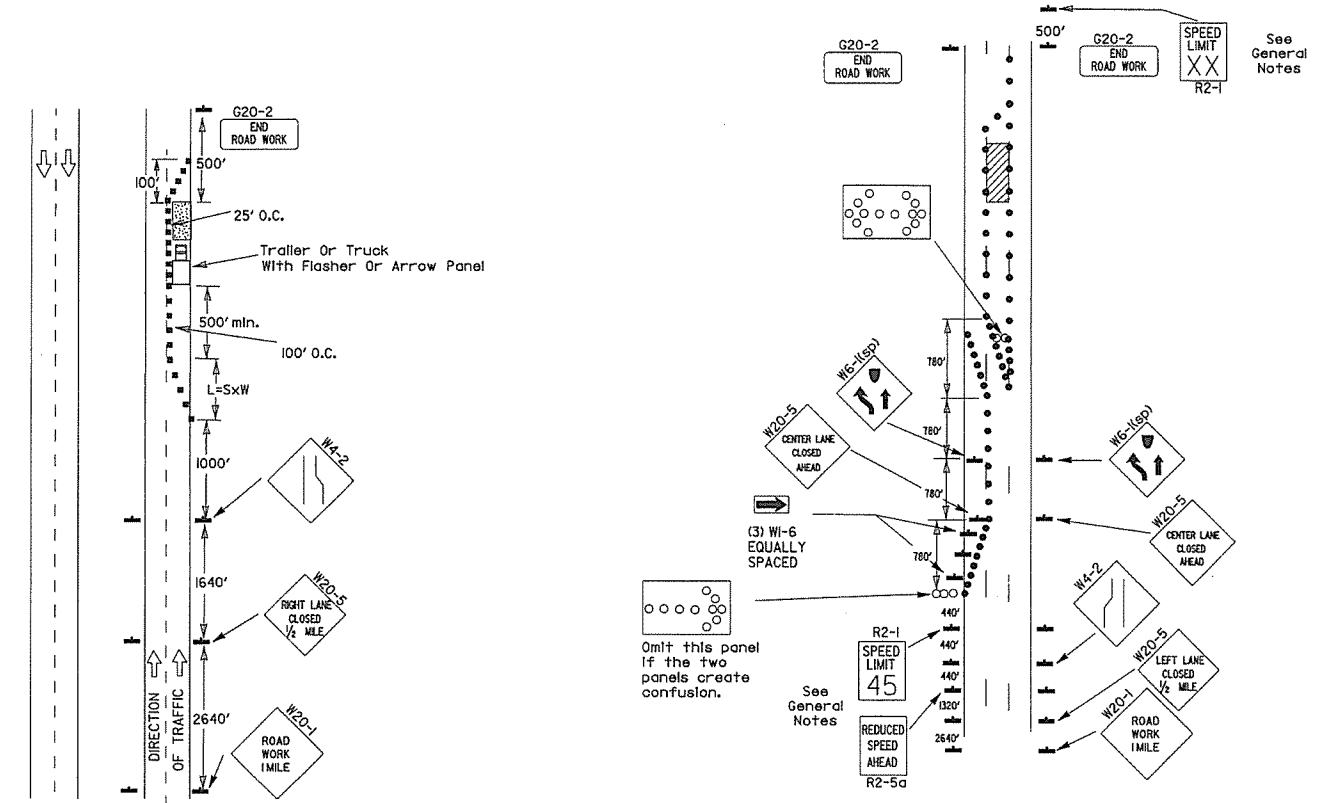 G20-2
END
ROAD WORK
500'
100'
25' O.C.
Trailer Or Truck
With Flasher Or Arrow Panel
500' min.
100' O.C.
L=SxW
1000'
W4-2
1640'
W20-5
RIGHT LANE
CLOSED
1/2 MILE
2640'
DIRECTION
OF TRAFFIC
W20-1
ROAD
WORK
1 MILE
500'
SPEED
LIMIT
XX
R2-1
See
General
Notes
G20-2
END
ROAD WORK
G20-2
END
ROAD WORK
780'
W6-1(sp)
W20-5
CENTER LANE
CLOSED
AHEAD
780'
W6-1(sp)
780'
(3) W1-6
EQUALLY
SPACED
780'
W20-5
CENTER LANE
CLOSED
AHEAD
Omit this panel
if the two
panels create
confusion.
440'
R2-1
SPEED
LIMIT
45
440'
440'
1320'
2640'
See
General
Notes
REDUCED
SPEED
AHEAD
R2-5a
W4-2
W20-5
LEFT LANE
CLOSED
1/2 MILE
W20-1
ROAD
WORK
1 MILE